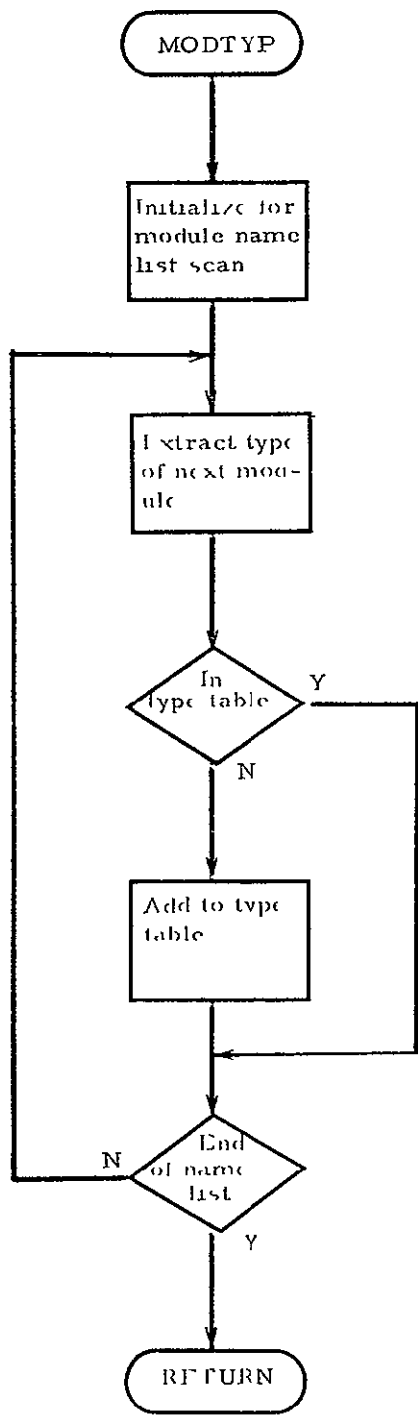 MODTYP
Initialize for
module name
list scan
Extract type
of next mod-
ule
In
type table
Y
N
Add to type
table
End
of name
list
N
Y
RETURN